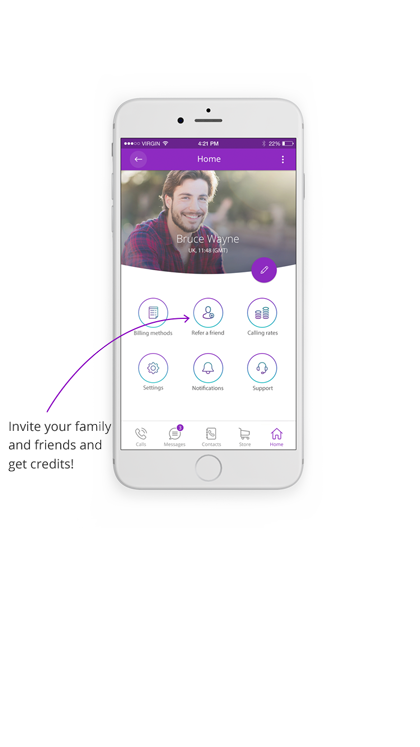 VIRGIN 4:21 PM 22%
Home
Bruce Wayne
UK, 11:48 (GMT)
Billing methods Refer a friend Calling rates
Settings Notifications Support
Invite your family
and friends and
get credits!
3
Calls Messages Contacts Store Home